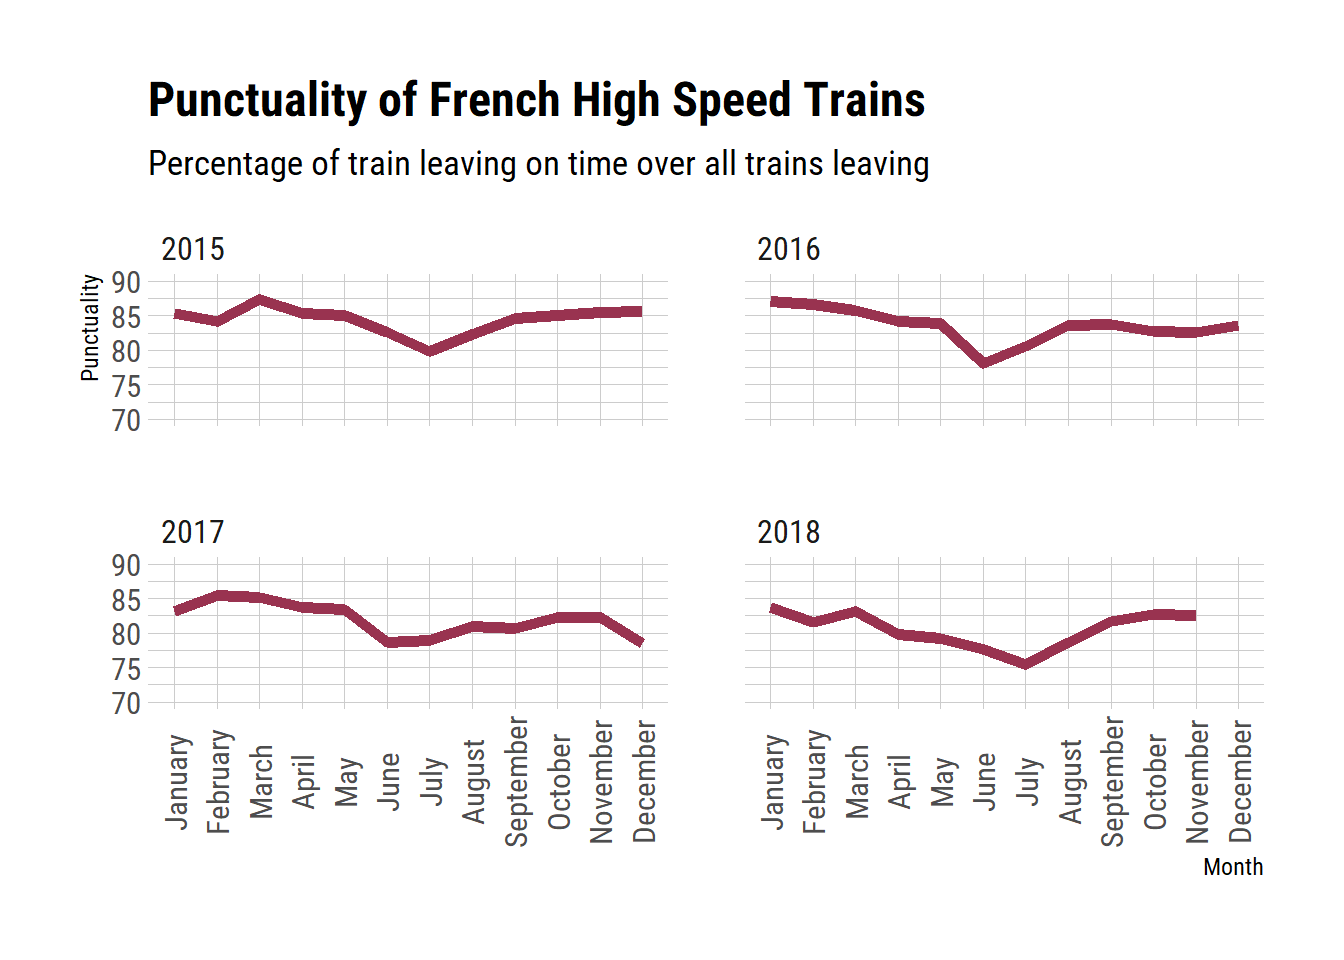 Punctuality of French High Speed Trains
Percentage of train leaving on time over all trains leaving
2015
2016
Punctuality
90
85
80
75
70
2017
2018
90
85
80
75
70
January
February
March
April
May
June
July
August
September
October
November
December
January
February
March
April
May
June
July
August
September
October
November
December
Month